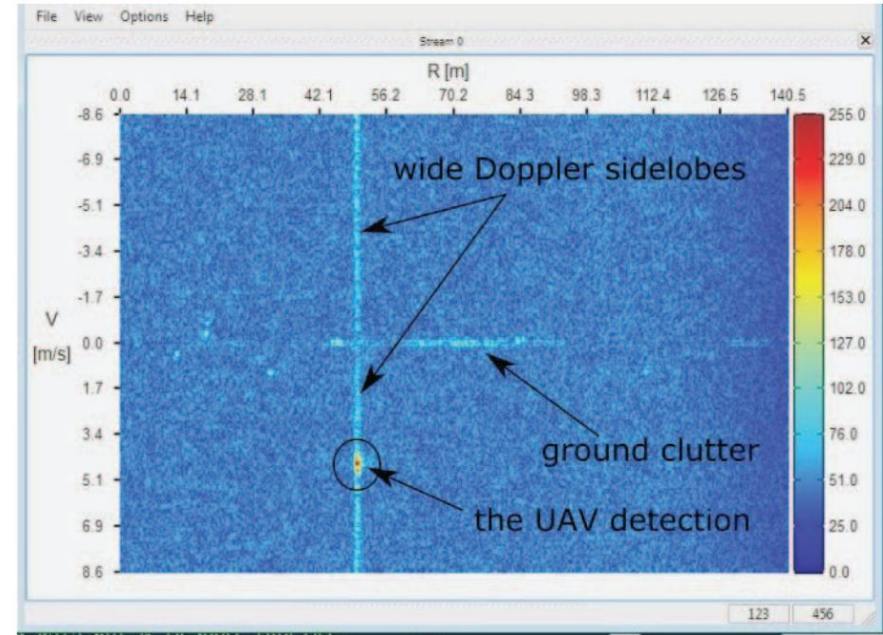 File View Options Help
Stream 0
R [m]
0.0 14.1 28.1 42.1 56.2 70.2 84.3 98.3 112.4 126.5 140.5
-8.6
-6.9
-5.1
-3.4
-1.7
V
0.0
[m/s]
1.7
3.4
5.1
6.9
8.6
wide Doppler sidelobes
ground clutter
the UAV detection
255.0
229.0
204.0
178.0
153.0
127.0
102.0
76.0
51.0
25.0
0.0
123 456